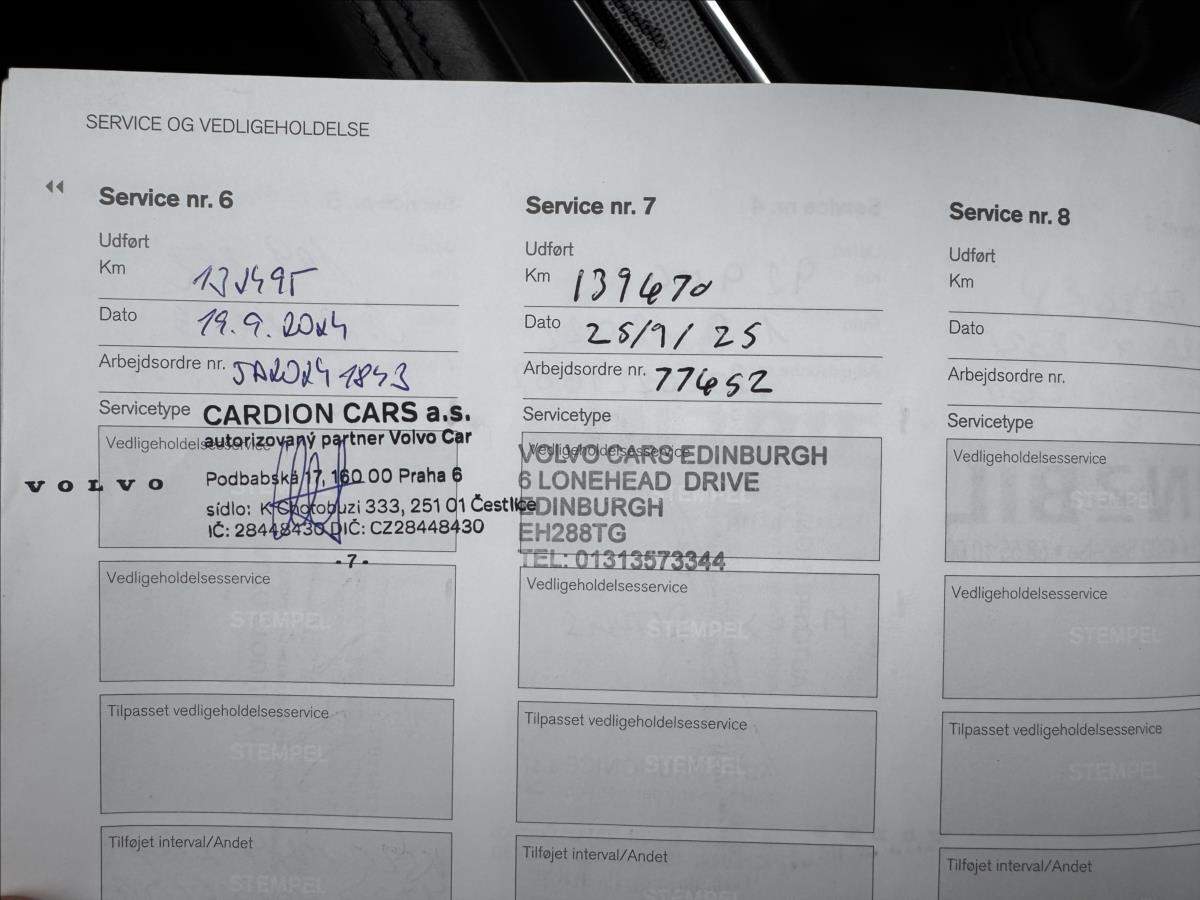 SERVICE OG VEDLIGEHOLDELSE
Service nr. 6
Udført
Km 131495
Dato 19.9.2024
Arbejdsordre nr.
Servicetype
CARDION CARS a.s.
Vedligeholdelsesservice
autorizovaný partner Volvo Car
VOLVO
Podbabská 17, 160 00 Praha 6
sídlo: K Chotobuzi 333, 251 01 Čestlice
IČ: 28448430 DIČ: CZ28448430
- 7 -
Vedligeholdelsesservice
STEMPEL
Tilpasset vedligeholdelsesservice
STEMPEL
Tilføjet interval/Andet
STEMPEL
Service nr. 7
Udført
Km 139670
Dato 25/9/25
Arbejdsordre nr. 77652
Servicetype
Vedligeholdelsesservice
VOLVO CARS EDINBURGH
6 LONEHEAD DRIVE
EDINBURGH
EH288TG
TEL: 01313573344
Vedligeholdelsesservice
STEMPEL
Tilpasset vedligeholdelsesservice
STEMPEL
Tilføjet interval/Andet
STEMPEL
Service nr. 8
Udført
Km
Dato
Arbejdsordre nr.
Servicetype
Vedligeholdelsesservice
STEMPEL
Vedligeholdelsesservice
STEMPEL
Tilpasset vedligeholdelsesservice
STEMPEL
Tilføjet interval/Andet